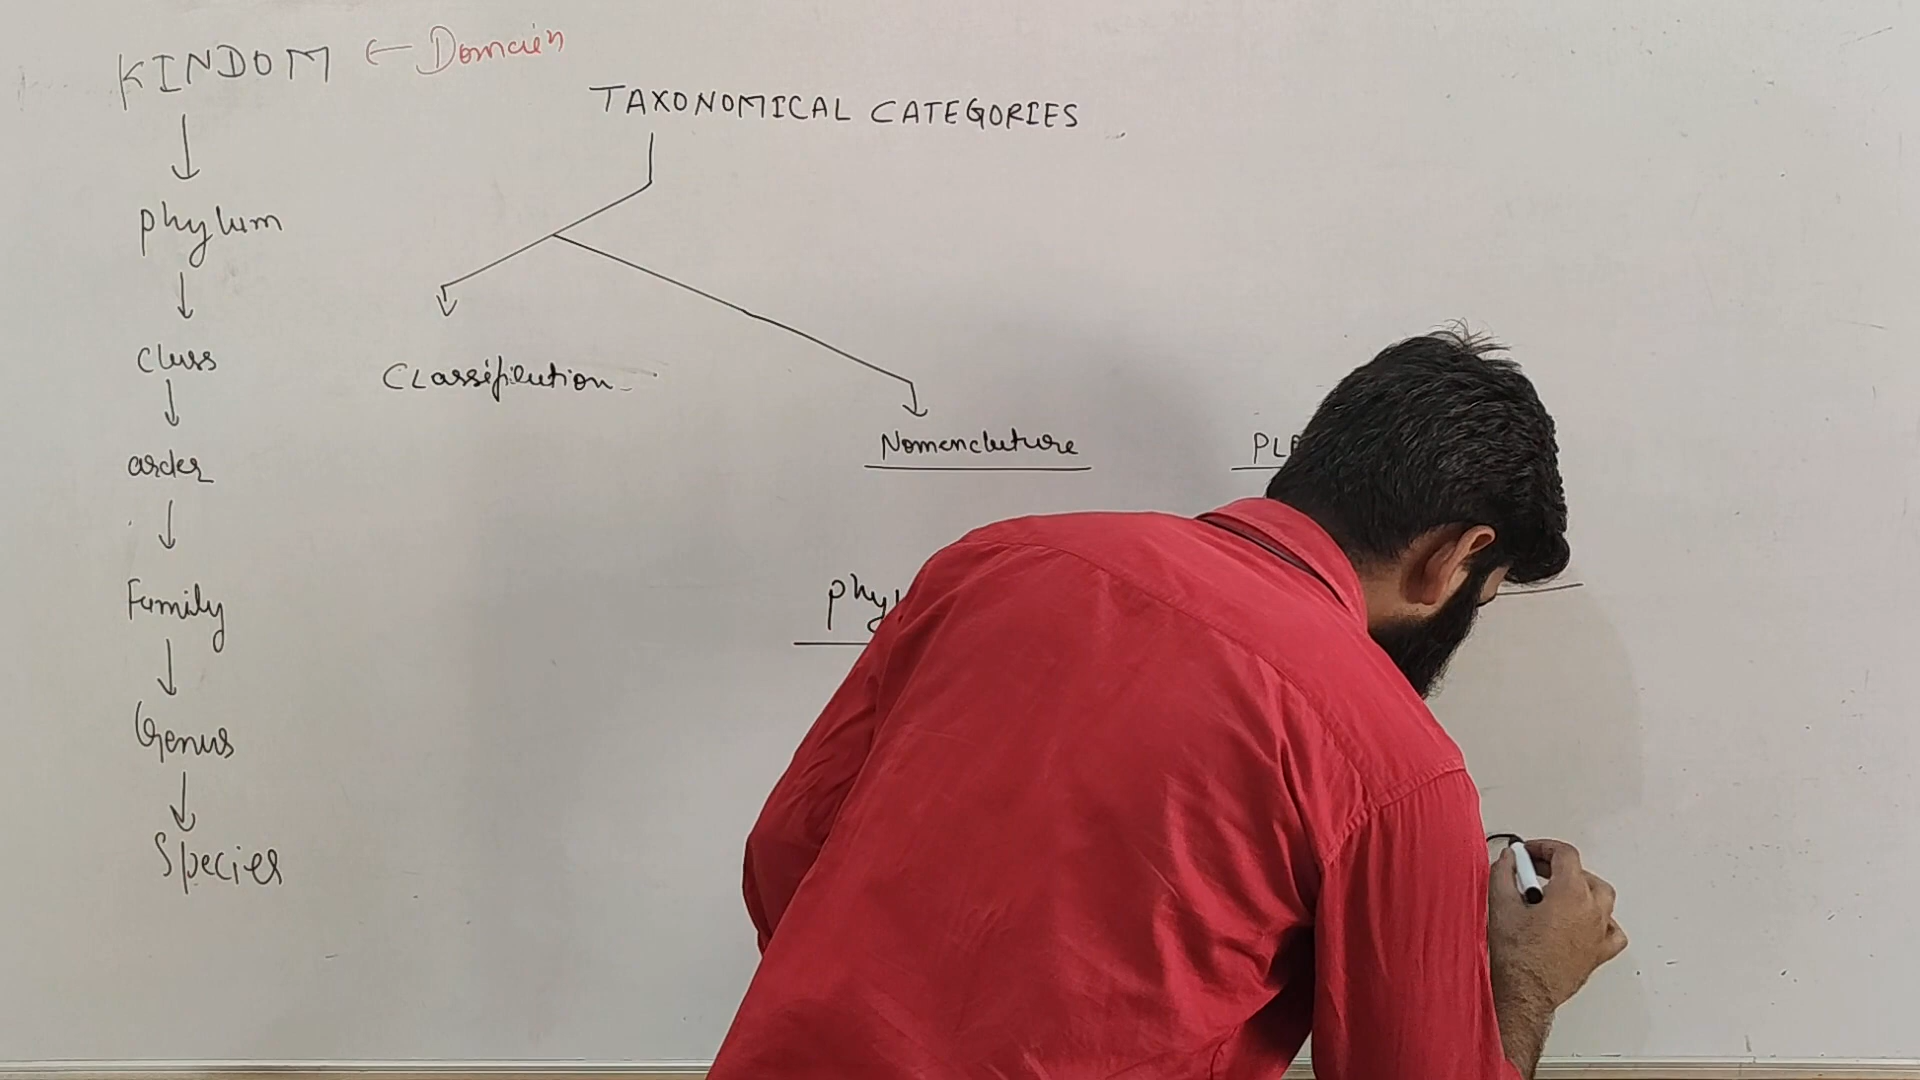 KINDOM ← Domain
TAXONOMICAL CATEGORIES
↓
phylum
↓
class
↓
order
↓
Family
↓
Genus
↓
Species
Classification
Nomenclature